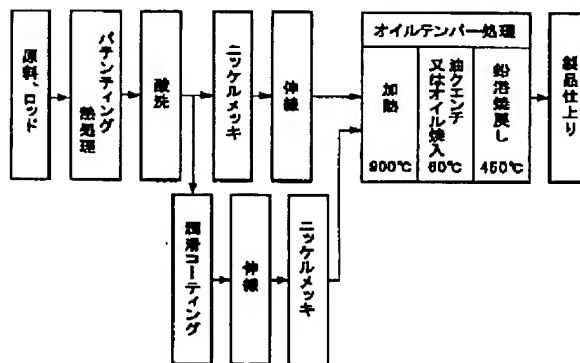 原料、ロッド
パテンティング
熱処理
酸洗
ニッケルメッキ
伸線
オイルテンパー処理
加熱
900℃
油クエンチ
又はオイル焼入
60℃
鉛浴焼戻し
450℃
製品仕上り
潤滑コーティング
伸線
ニッケルメッキ